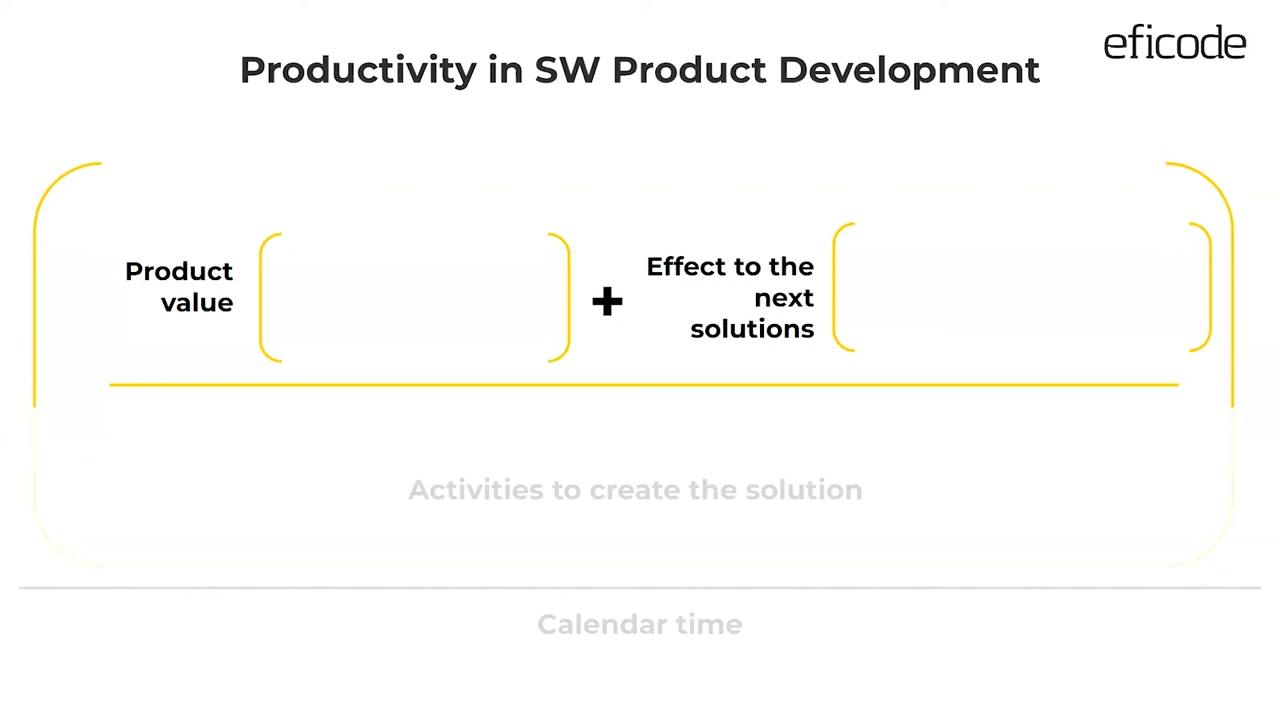 eficode
Productivity in SW Product Development
Product
value
+
Effect to the
next
solutions
Activities to create the solution
Calendar time